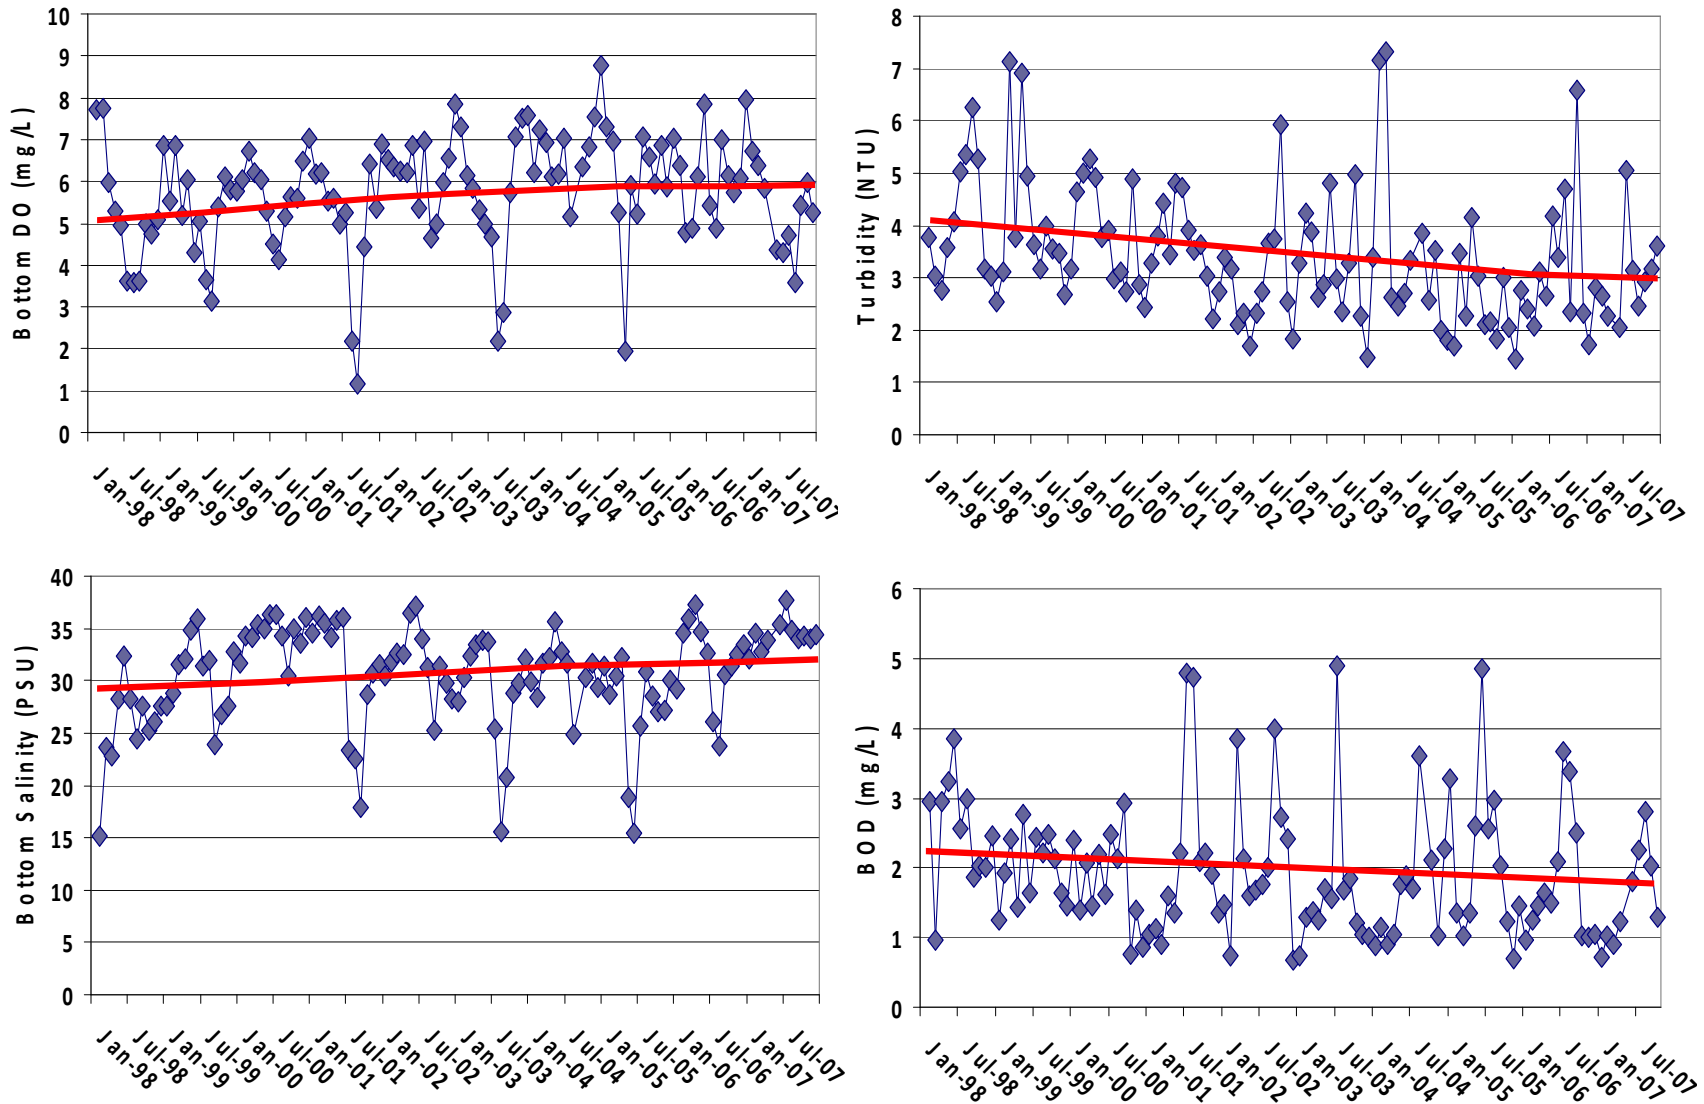 Bottom DO (mg/L)
10
9
8
7
6
5
4
3
2
1
0
Jan-98
Jul-98
Jan-99
Jul-99
Jan-00
Jul-00
Jan-01
Jul-01
Jan-02
Jul-02
Jan-03
Jul-03
Jan-04
Jul-04
Jan-05
Jul-05
Jan-06
Jul-06
Jan-07
Jul-07
Turbidity (NTU)
8
7
6
5
4
3
2
1
0
Jan-98
Jul-98
Jan-99
Jul-99
Jan-00
Jul-00
Jan-01
Jul-01
Jan-02
Jul-02
Jan-03
Jul-03
Jan-04
Jul-04
Jan-05
Jul-05
Jan-06
Jul-06
Jan-07
Jul-07
Bottom Salinity (PSU)
40
35
30
25
20
15
10
5
0
Jan-98
Jul-98
Jan-99
Jul-99
Jan-00
Jul-00
Jan-01
Jul-01
Jan-02
Jul-02
Jan-03
Jul-03
Jan-04
Jul-04
Jan-05
Jul-05
Jan-06
Jul-06
Jan-07
Jul-07
BOD (mg/L)
6
5
4
3
2
1
0
Jan-98
Jul-98
Jan-99
Jul-99
Jan-00
Jul-00
Jan-01
Jul-01
Jan-02
Jul-02
Jan-03
Jul-03
Jan-04
Jul-04
Jan-05
Jul-05
Jan-06
Jul-06
Jan-07
Jul-07